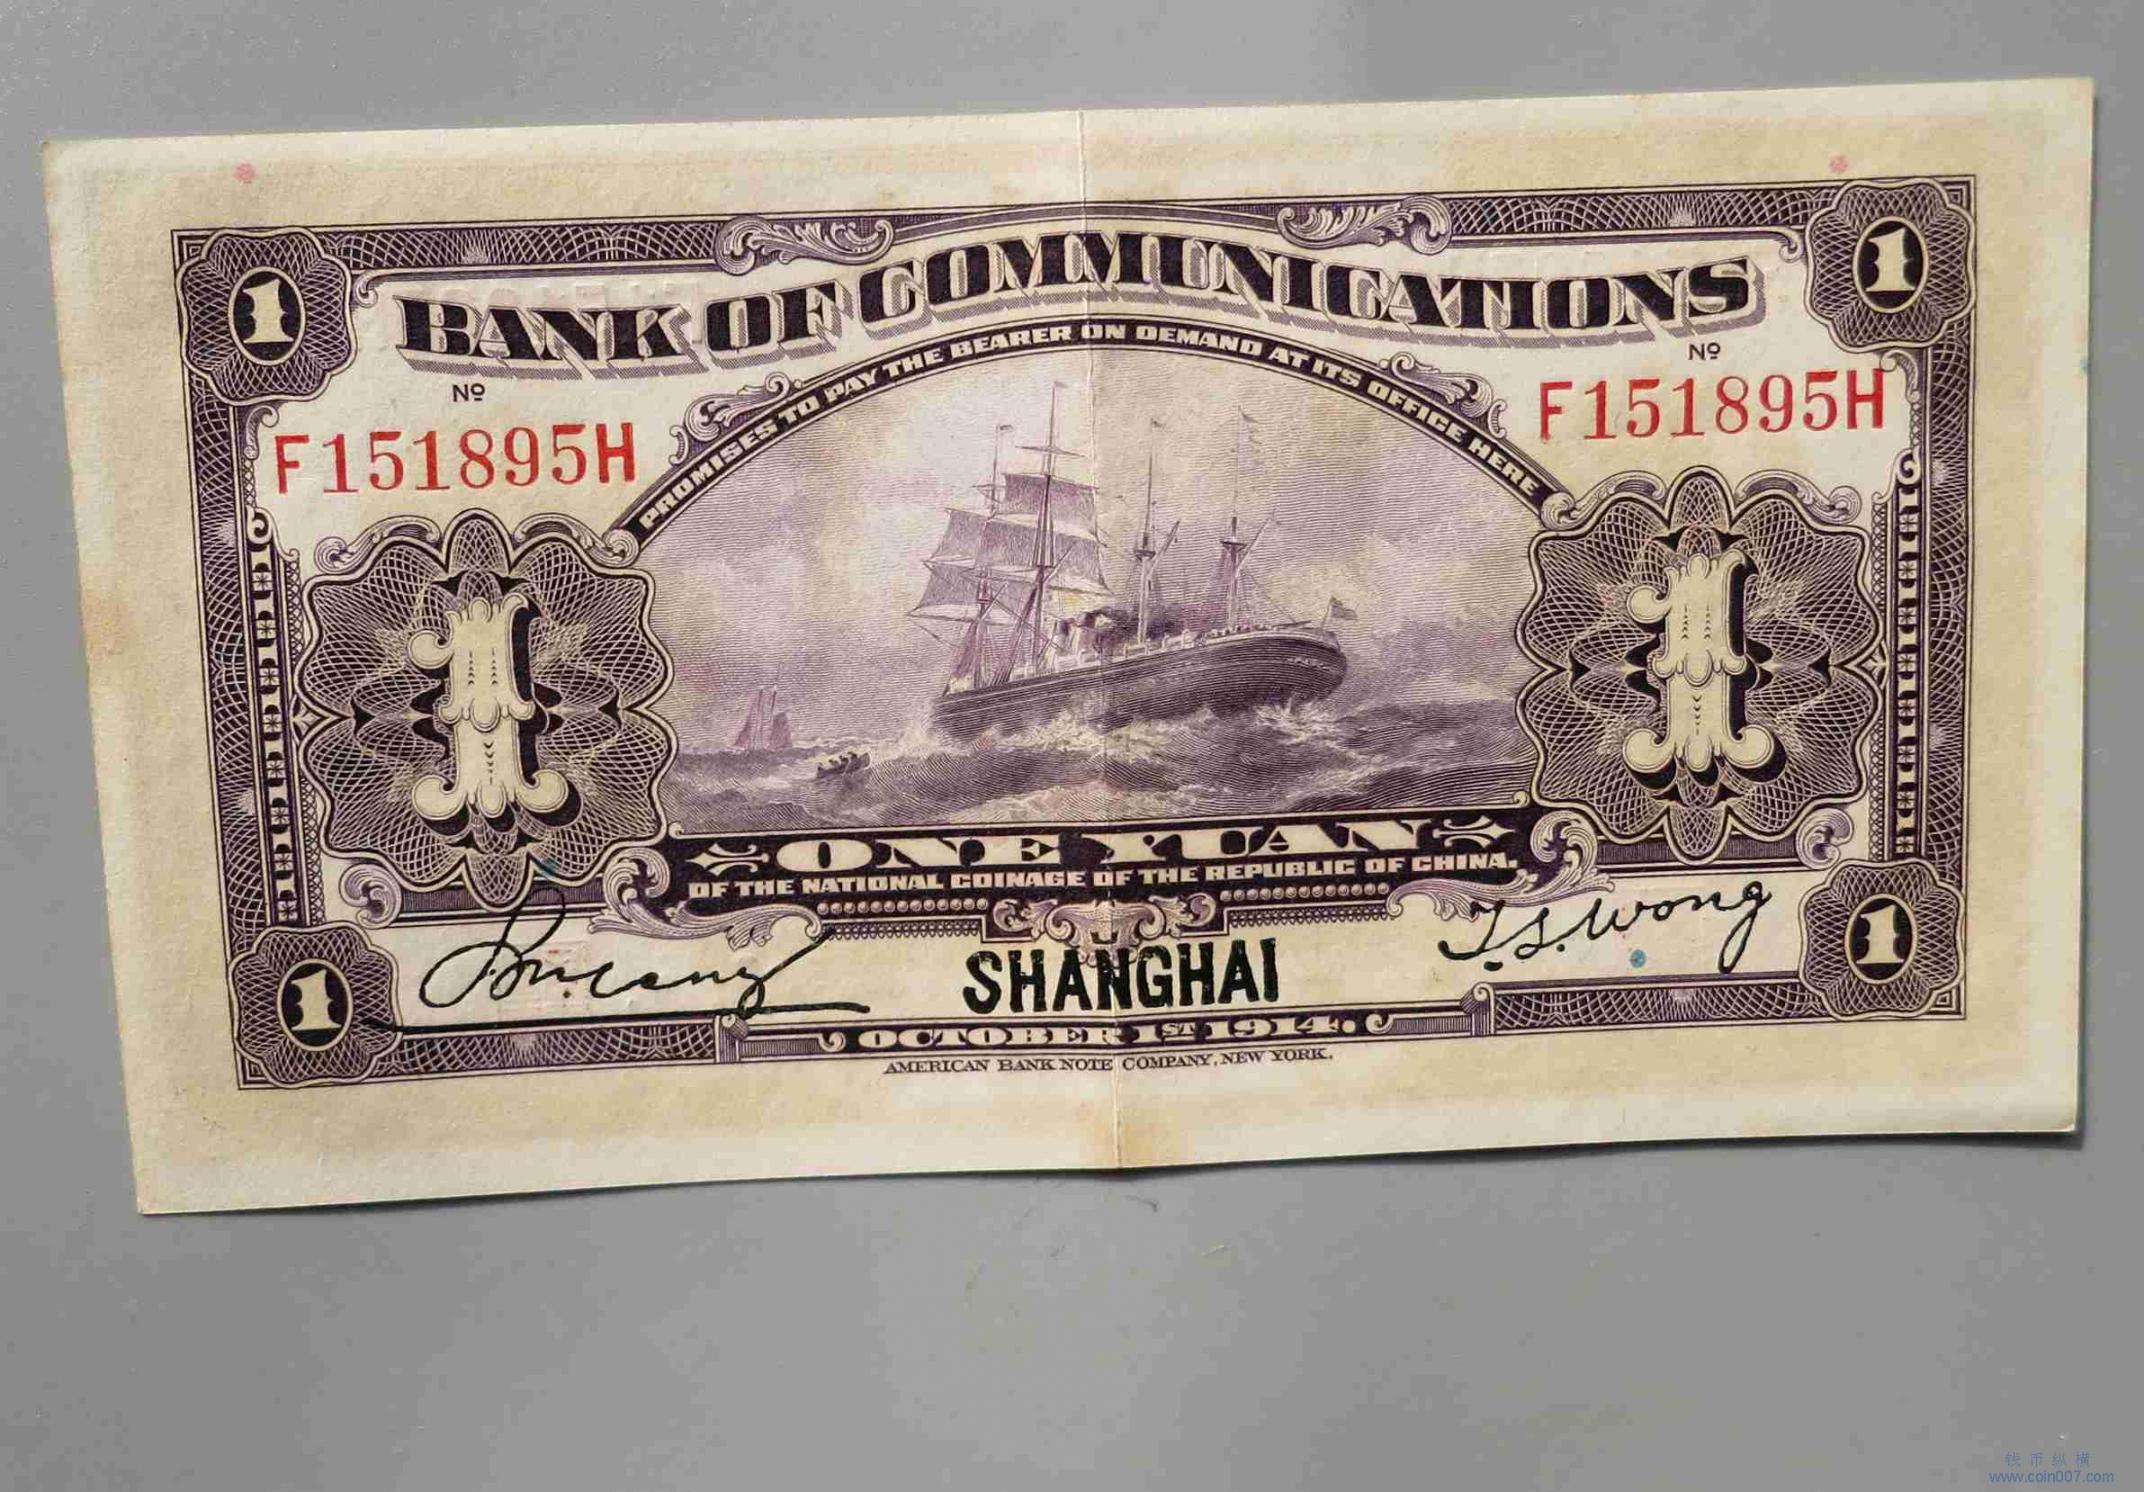 1 1
BANK OF COMMUNICATIONS
PROMISES TO PAY THE BEARER ON DEMAND AT ITS OFFICE HERE
Nº Nº
F151895H F151895H
1 1
ONE YUAN
OF THE NATIONAL COINAGE OF THE REPUBLIC OF CHINA.
T.S.Wong
1 SHANGHAI 1
OCTOBER 1ST 1914.
AMERICAN BANK NOTE COMPANY, NEW YORK.
钱币纵横
www.coin007.com